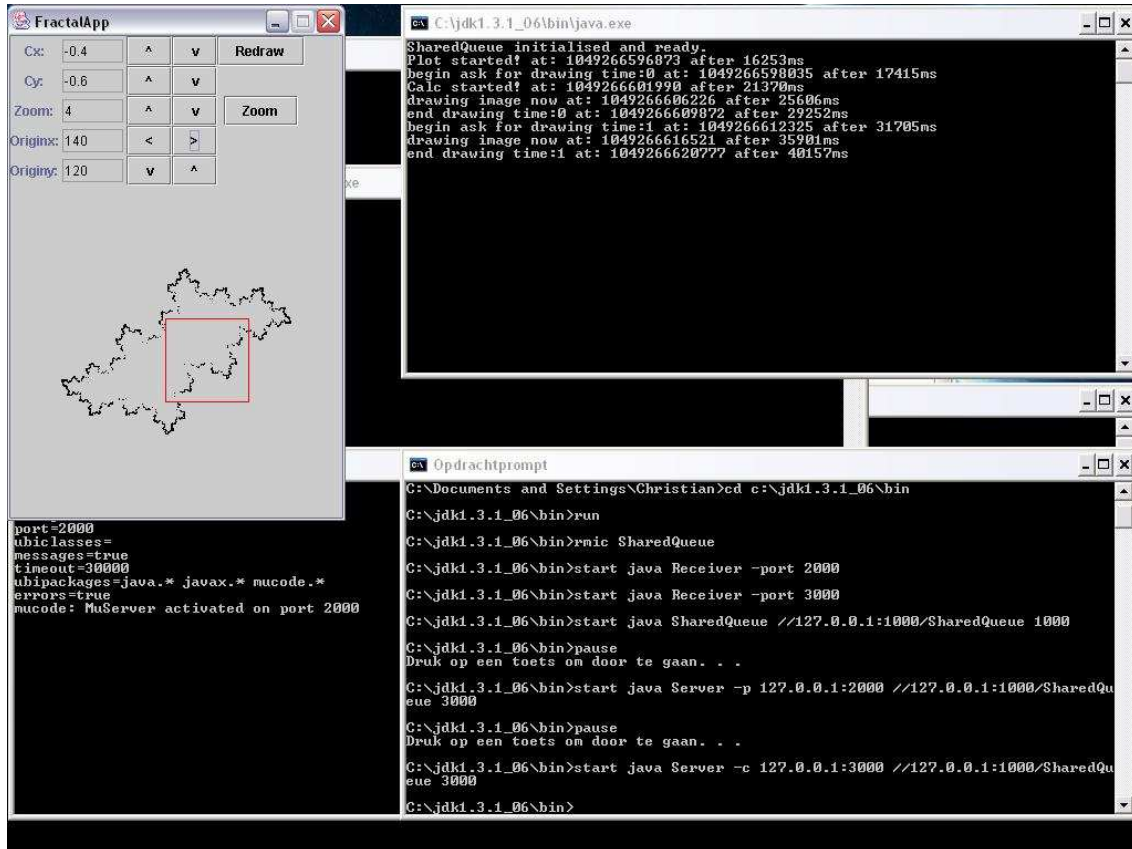 FractalApp
Cx: -0.4 ^ v Redraw
Cy: -0.6 ^ v
Zoom: 4 ^ v Zoom
Originx: 140 < >
Originy: 120 v ^
xe
C:\jdk1.3.1_06\bin\java.exe
SharedQueue initialised and ready.
Plot started! at: 1049266596873 after 16253ms
begin ask for drawing time:0 at: 1049266598035 after 17415ms
Calc started! at: 1049266601990 after 21370ms
drawing image now at: 1049266606226 after 25606ms
end drawing time:0 at: 1049266609872 after 29252ms
begin ask for drawing time:1 at: 1049266612325 after 31705ms
drawing image now at: 1049266616521 after 35901ms
end drawing time:1 at: 1049266620777 after 40157ms
port=2000
ubiclasses=
messages=true
timeout=30000
ubipackages=java.* javax.* mucode.*
errors=true
mucode: MuServer activated on port 2000
Opdrachtprompt
C:\Documents and Settings\Christian>cd c:\jdk1.3.1_06\bin
C:\jdk1.3.1_06\bin>run
C:\jdk1.3.1_06\bin>rmic SharedQueue
C:\jdk1.3.1_06\bin>start java Receiver -port 2000
C:\jdk1.3.1_06\bin>start java Receiver -port 3000
C:\jdk1.3.1_06\bin>start java SharedQueue //127.0.0.1:1000/SharedQueue 1000
C:\jdk1.3.1_06\bin>pause
Druk op een toets om door te gaan. . .
C:\jdk1.3.1_06\bin>start java Server -p 127.0.0.1:2000 //127.0.0.1:1000/SharedQu
eue 3000
C:\jdk1.3.1_06\bin>pause
Druk op een toets om door te gaan. . .
C:\jdk1.3.1_06\bin>start java Server -c 127.0.0.1:3000 //127.0.0.1:1000/SharedQu
eue 3000
C:\jdk1.3.1_06\bin>